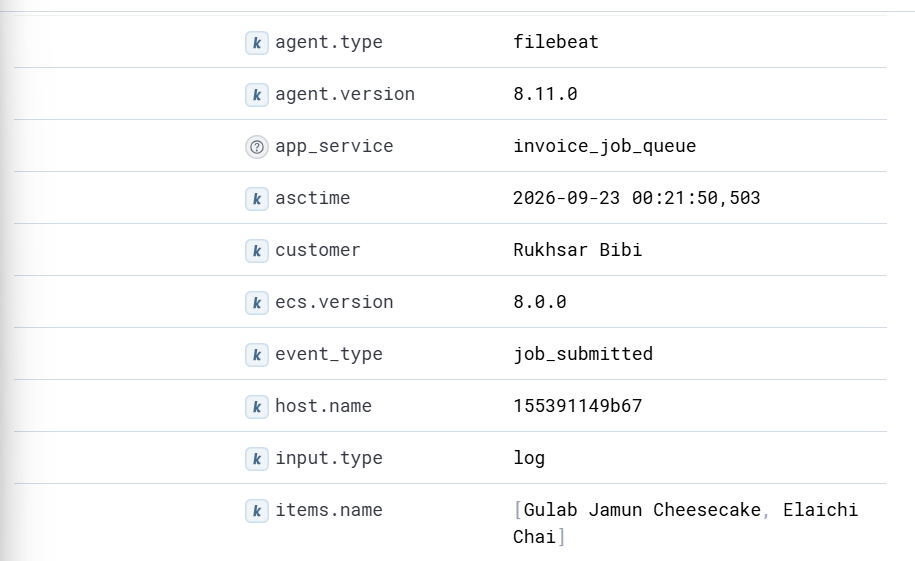 k agent.type filebeat
k agent.version 8.11.0
? app_service invoice_job_queue
k asctime 2026-09-23 00:21:50,503
k customer Rukhsar Bibi
k ecs.version 8.0.0
k event_type job_submitted
k host.name 155391149b67
k input.type log
k items.name [Gulab Jamun Cheesecake, Elaichi
Chai]